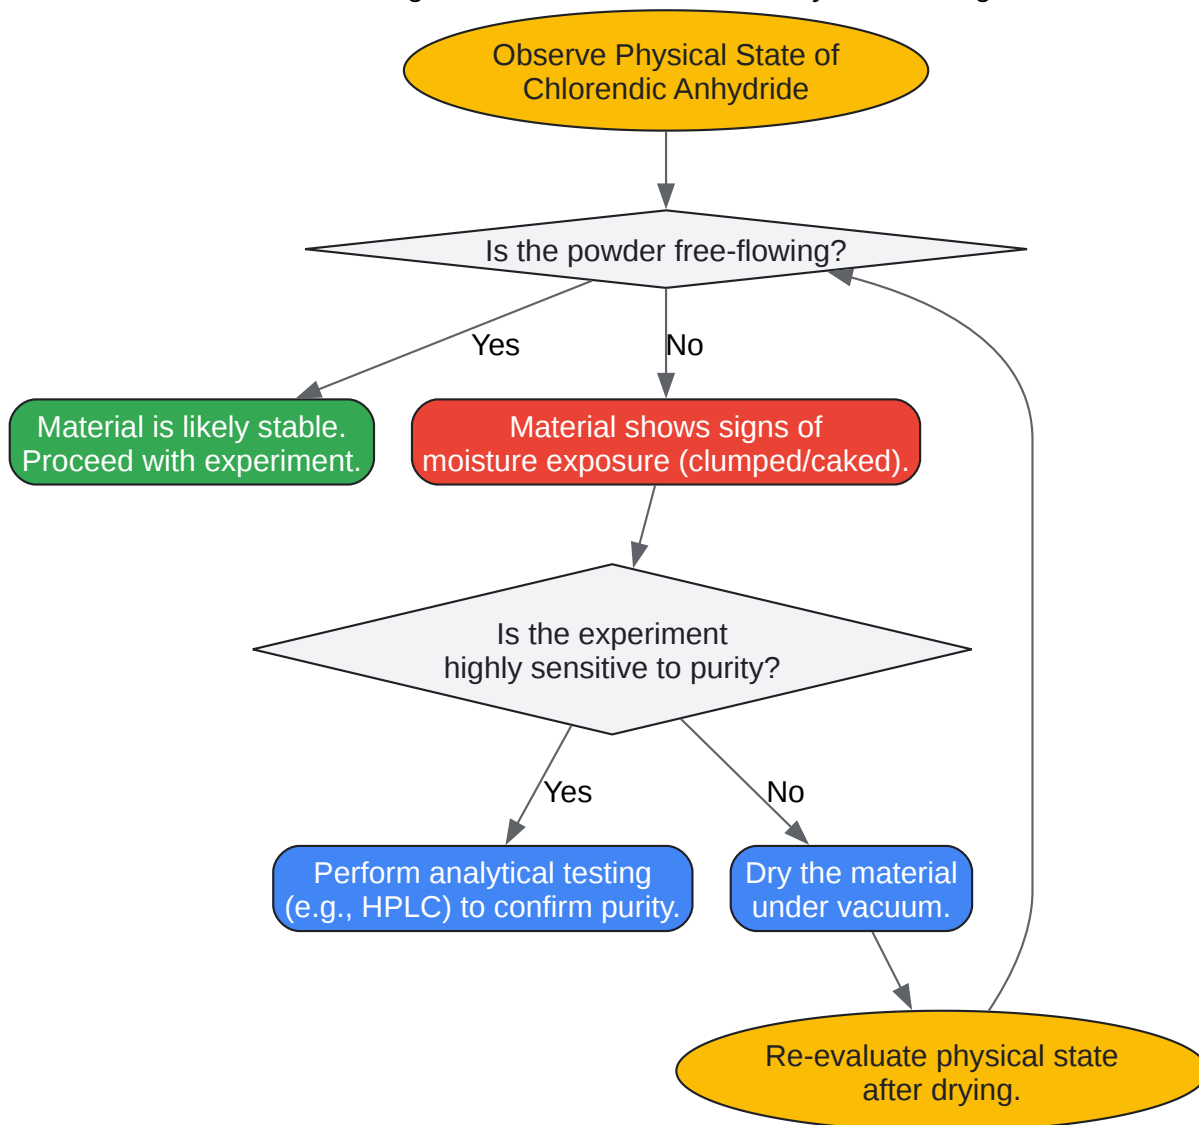 Observe Physical State of
Chlorendic Anhydride
Is the powder free-flowing?
Yes
No
Material is likely stable.
Proceed with experiment.
Material shows signs of
moisture exposure (clumped/caked).
Is the experiment
highly sensitive to purity?
Yes
No
Perform analytical testing
(e.g., HPLC) to confirm purity.
Dry the material
under vacuum.
Re-evaluate physical state
after drying.